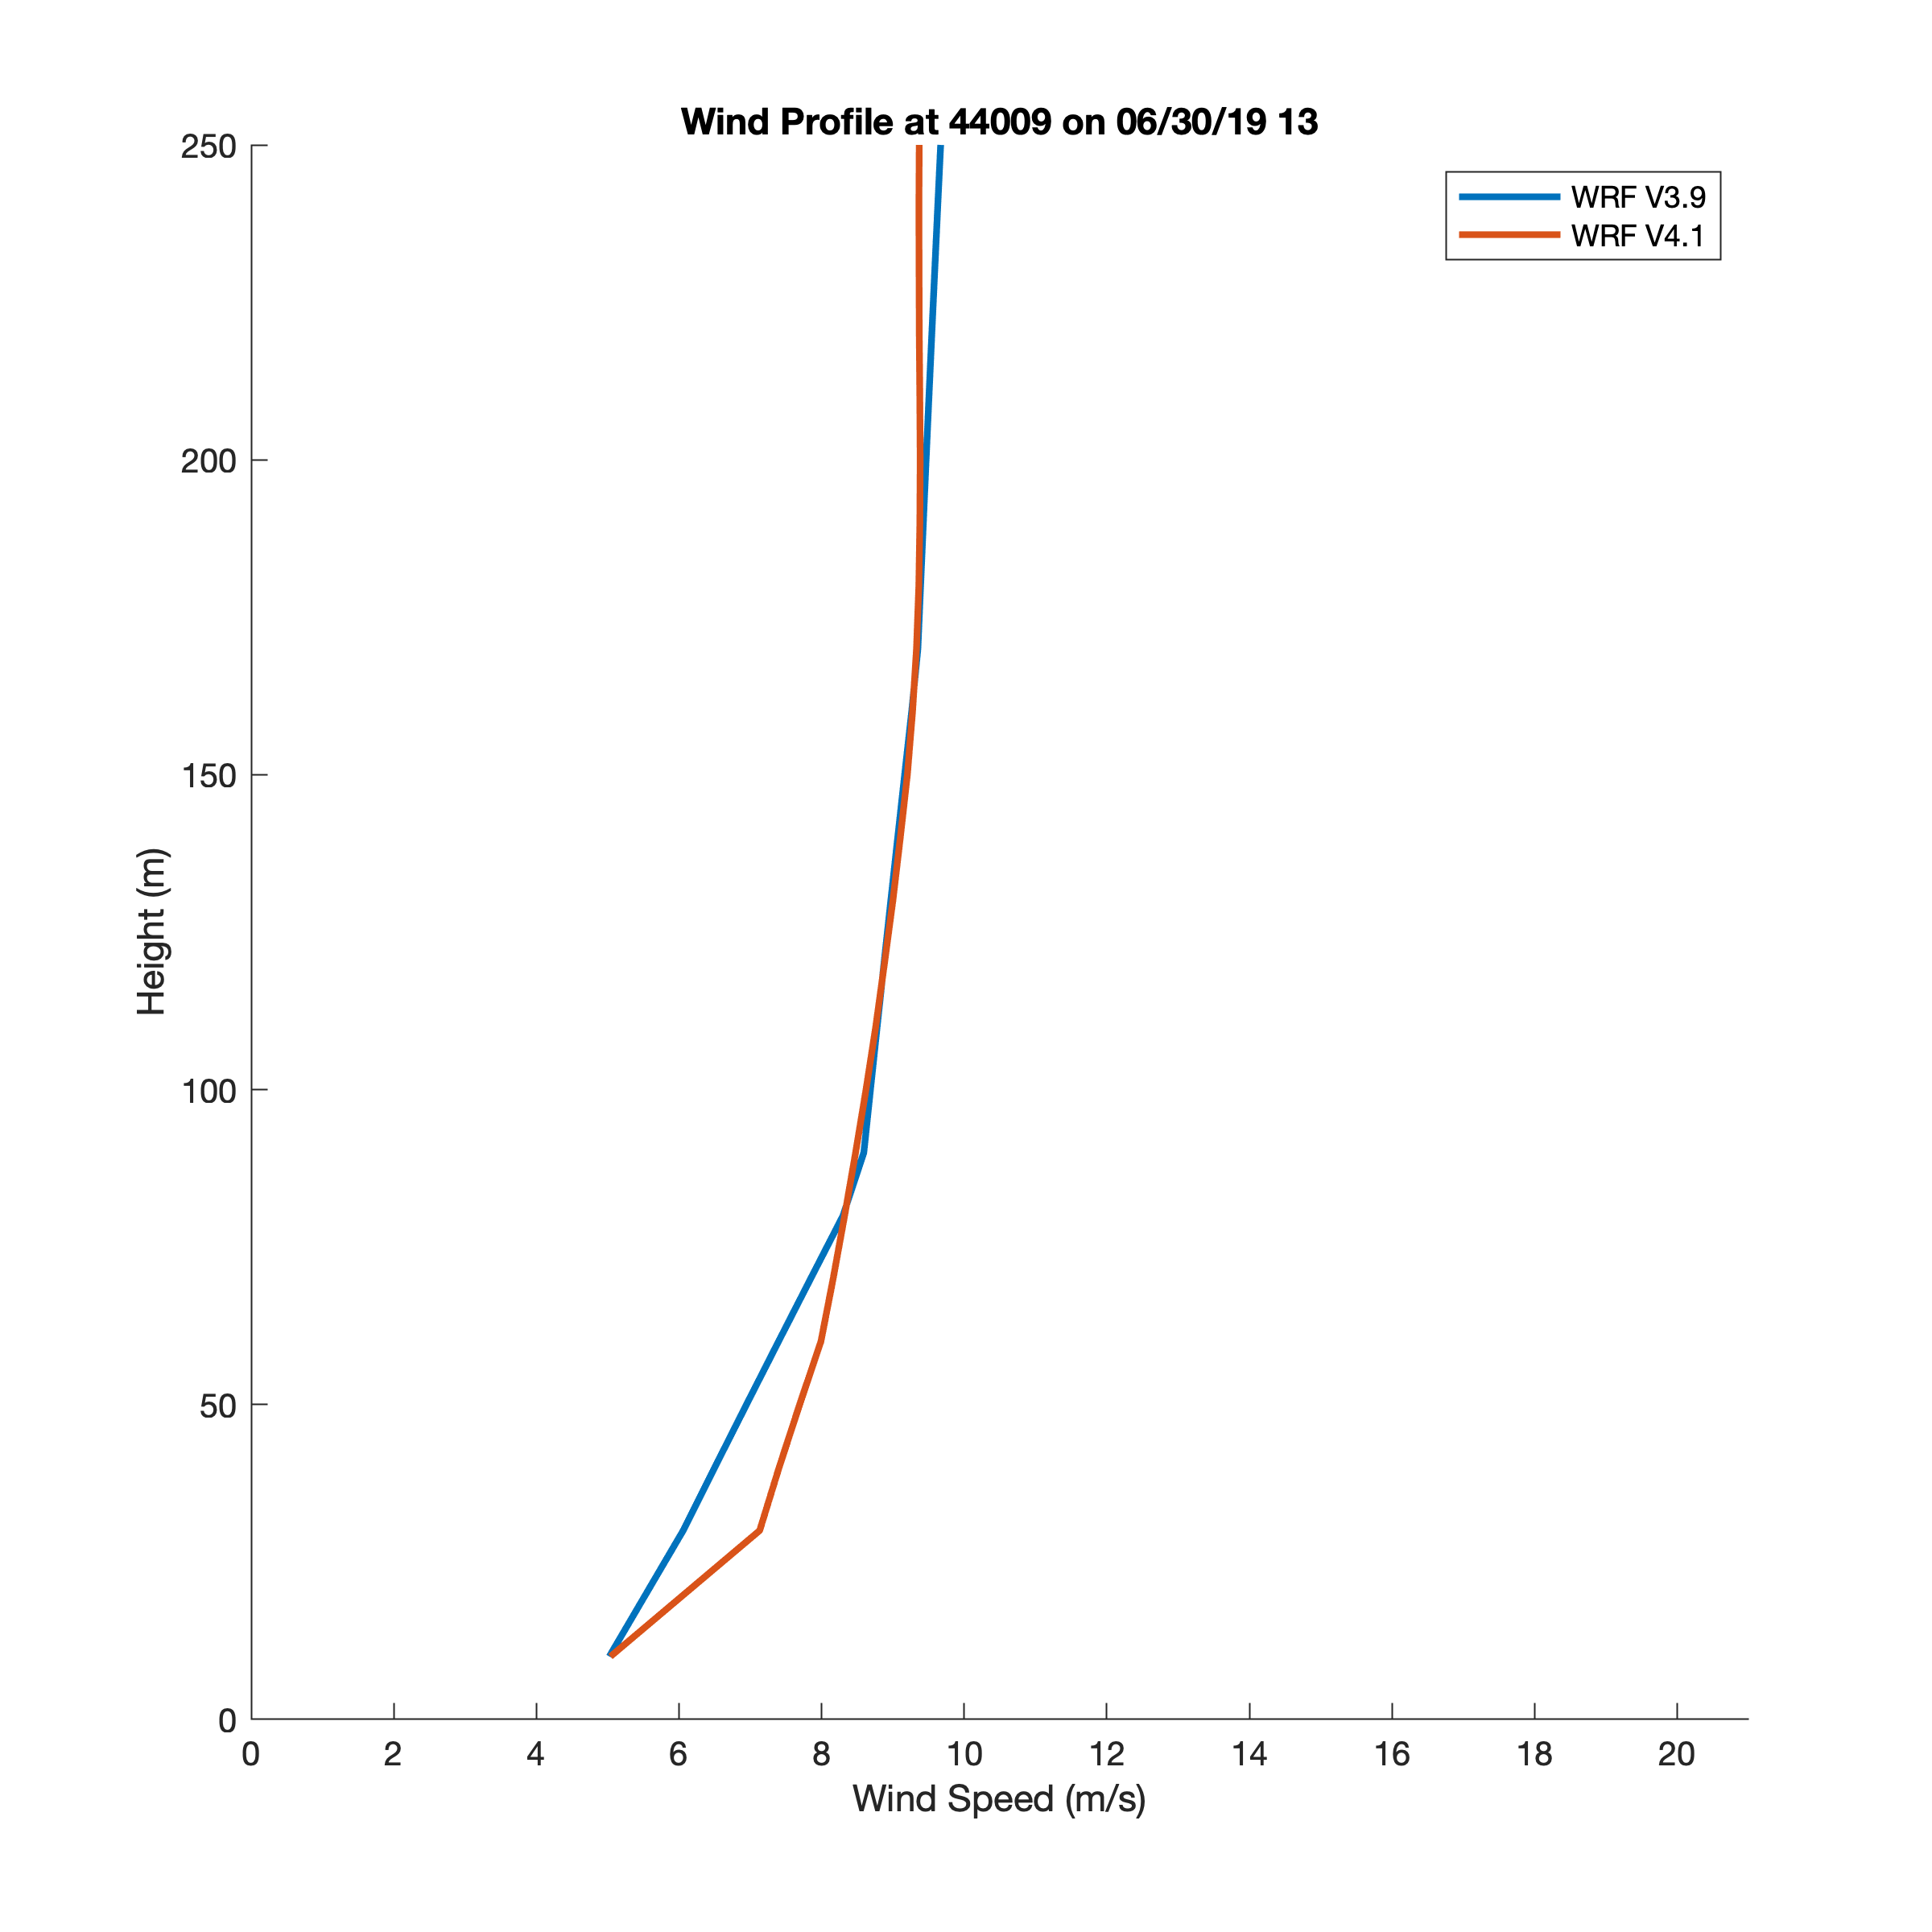 Wind Profile at 44009 on 06/30/19 13
WRF V3.9
WRF V4.1
250
200
150
100
50
0
Height (m)
0 2 4 6 8 10 12 14 16 18 20
Wind Speed (m/s)